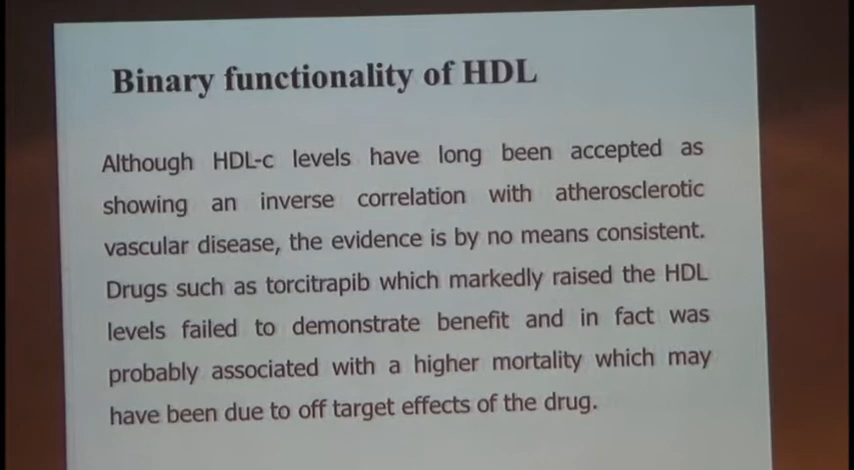 Binary functionality of HDL
Although HDL-c levels have long been accepted as
showing an inverse correlation with atherosclerotic
vascular disease, the evidence is by no means consistent.
Drugs such as torcitrapib which markedly raised the HDL
levels failed to demonstrate benefit and in fact was
probably associated with a higher mortality which may
have been due to off target effects of the drug.